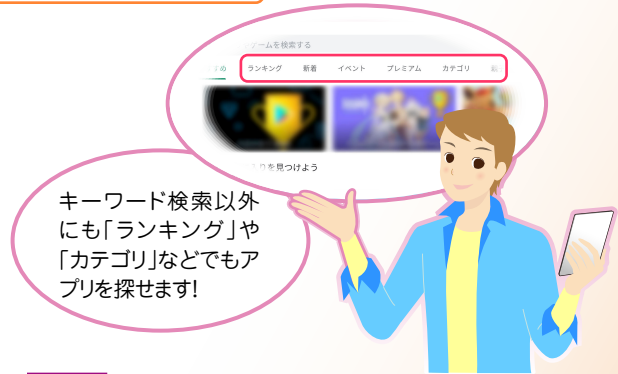 ームを検索する
すめ ランキング 新着 イベント プレミアム カテゴリ
りを見つけよう
キーワード検索以外
にも「ランキング」や
「カテゴリ」などでもア
プリを探せます!